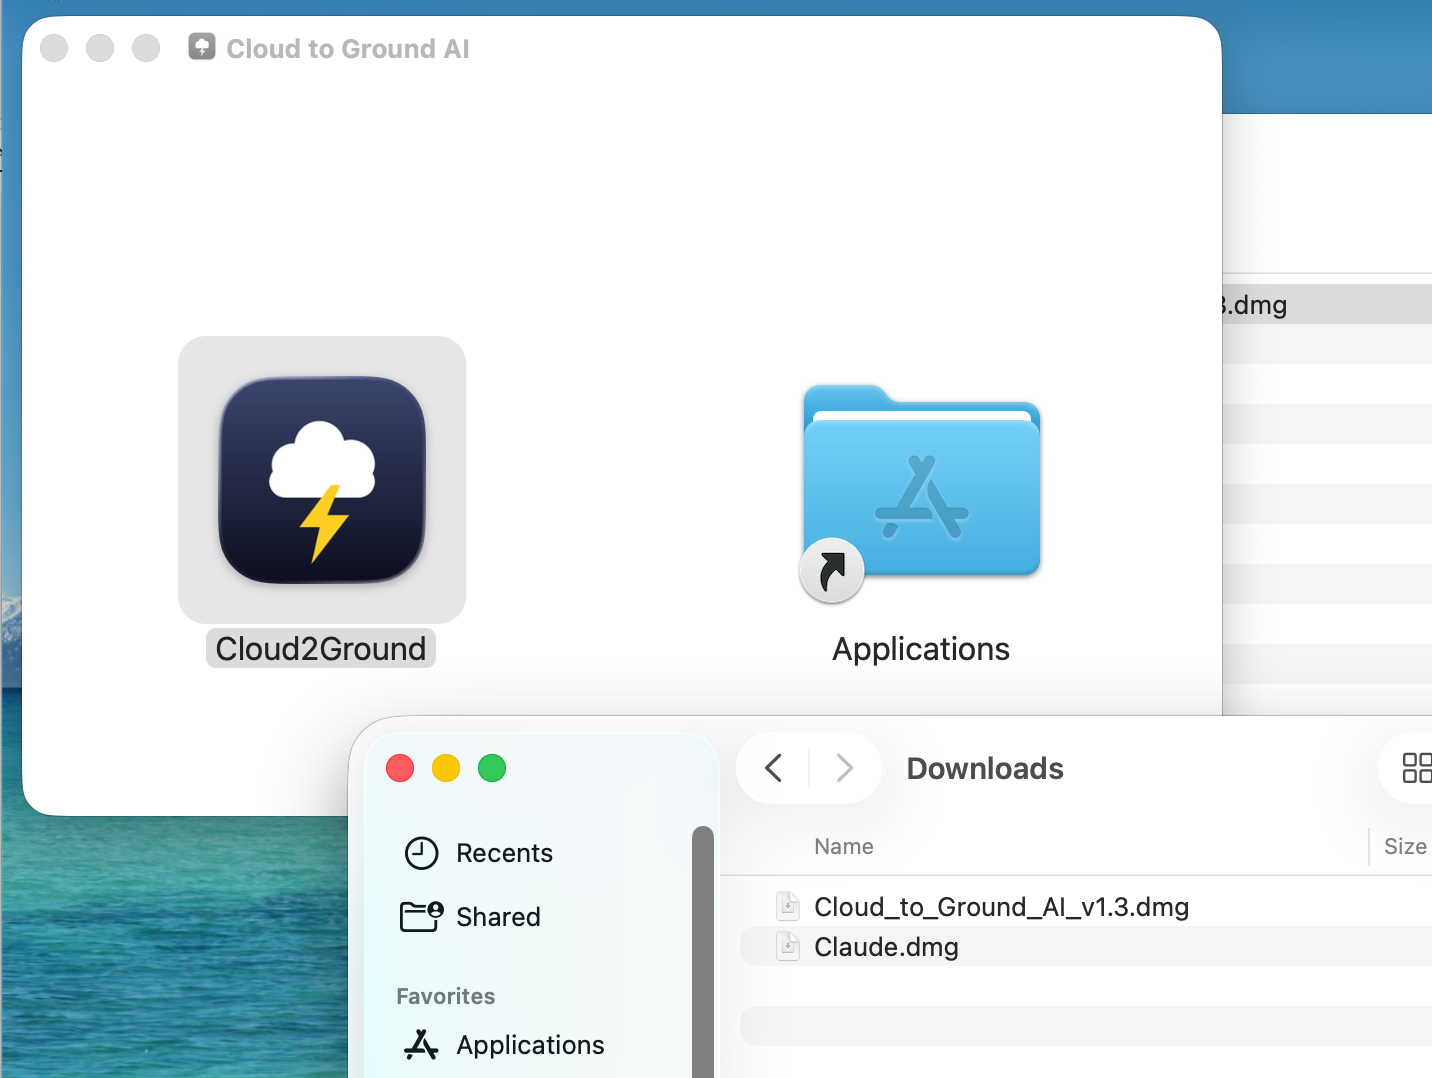 Cloud to Ground AI
.dmg
Cloud2Ground
Applications
Downloads
Recents
Shared
Favorites
Applications
Name
Size
Cloud_to_Ground_AI_v1.3.dmg
Claude.dmg